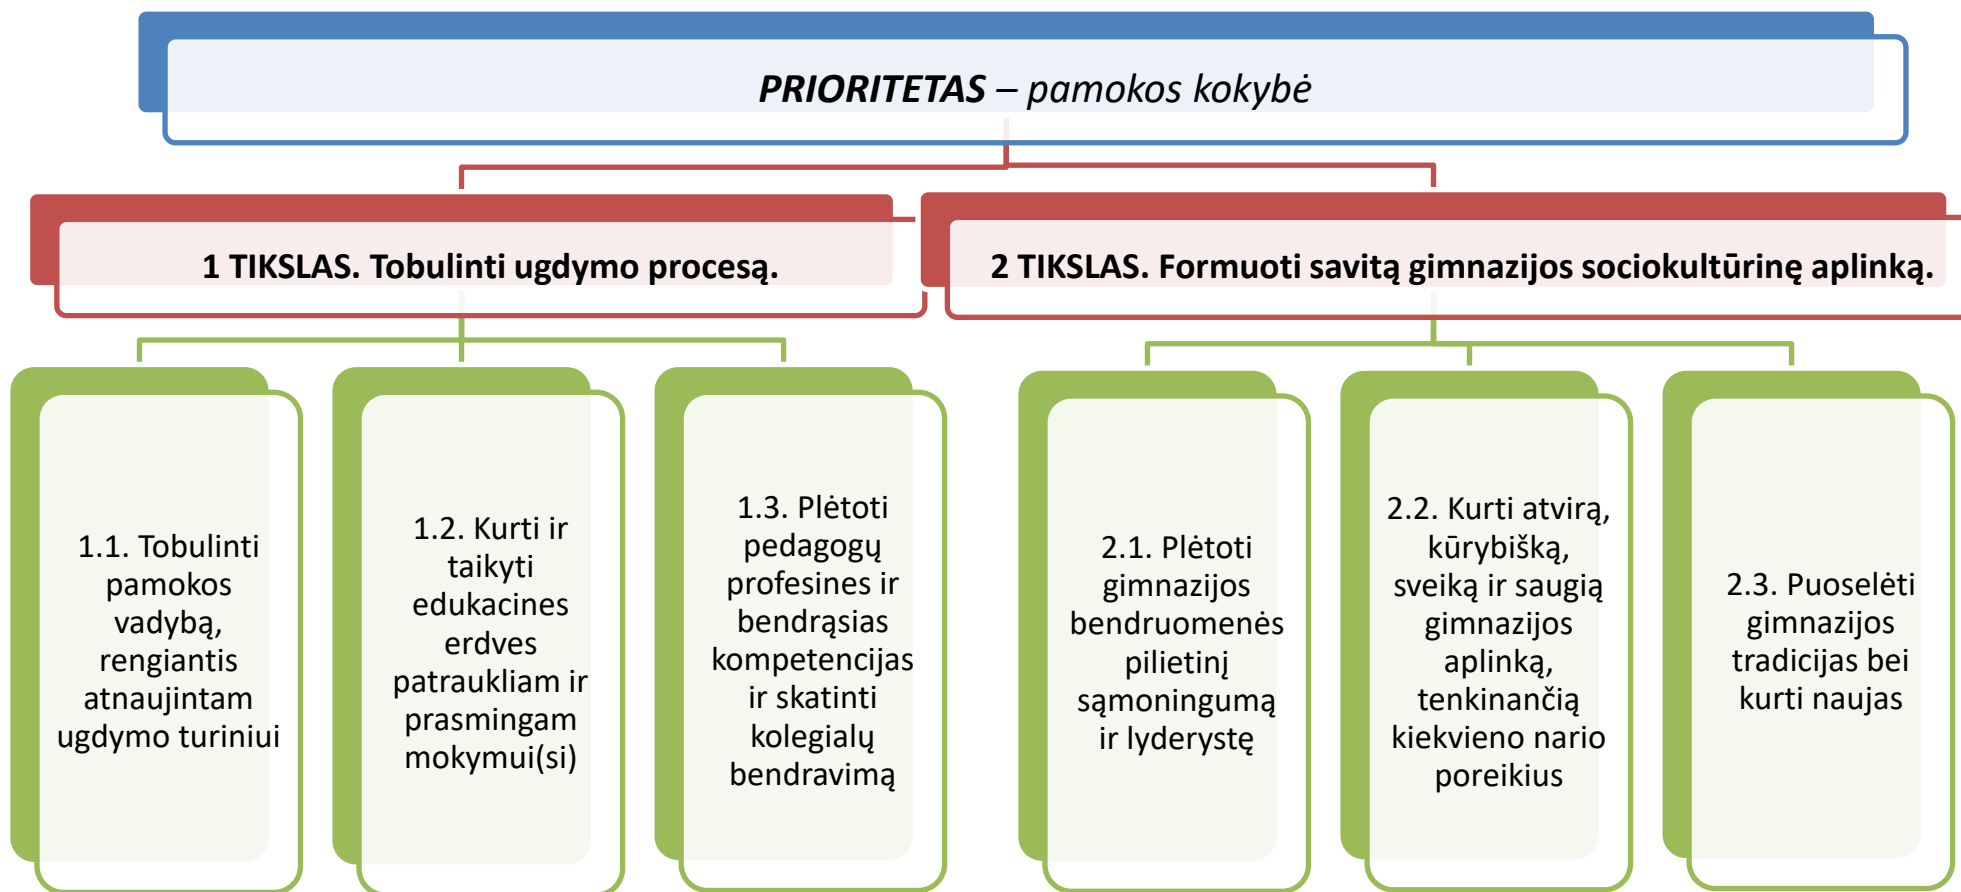 PRIORITETAS – pamokos kokybė
1 TIKSLAS. Tobulinti ugdymo procesą.
2 TIKSLAS. Formuoti savitą gimnazijos sociokultūrinę aplinką.
1.1. Tobulinti
pamokos
vadybą,
rengiantis
atnaujintam
ugdymo turiniui
1.2. Kurti ir
taikyti
edukacines
erdves
patraukliam ir
prasmingam
mokymui(si)
1.3. Plėtoti
pedagogų
profesines ir
bendrąsias
kompetencijas
ir skatinti
kolegialų
bendravimą
2.1. Plėtoti
gimnazijos
bendruomenės
pilietinį
sąmoningumą
ir lyderystę
2.2. Kurti atvirą,
kūrybišką,
sveiką ir saugią
gimnazijos
aplinką,
tenkinančią
kiekvieno nario
poreikius
2.3. Puoselėti
gimnazijos
tradicijas bei
kurti naujas